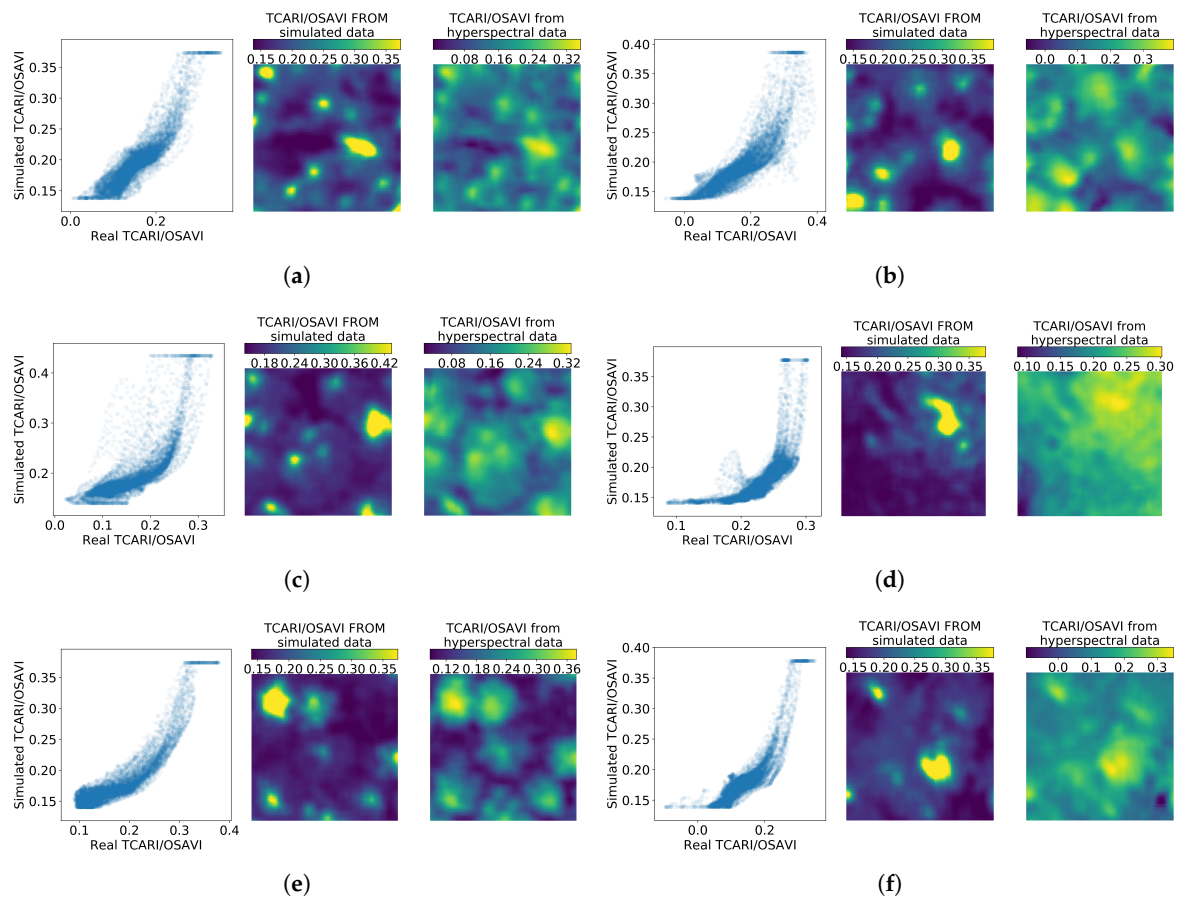 TCARI/OSAVI FROM simulated data
TCARI/OSAVI from hyperspectral data
0.15 0.20 0.25 0.30 0.35
0.08 0.16 0.24 0.32
Simulated TCARI/OSAVI
0.35
0.30
0.25
0.20
0.15
0.0 0.2
Real TCARI/OSAVI
(a)
TCARI/OSAVI FROM simulated data
TCARI/OSAVI from hyperspectral data
0.15 0.20 0.25 0.30 0.35
0.0 0.1 0.2 0.3
Simulated TCARI/OSAVI
0.40
0.35
0.30
0.25
0.20
0.15
0.0 0.2 0.4
Real TCARI/OSAVI
(b)
TCARI/OSAVI FROM simulated data
TCARI/OSAVI from hyperspectral data
0.18 0.24 0.30 0.36 0.42
0.08 0.16 0.24 0.32
Simulated TCARI/OSAVI
0.4
0.3
0.2
0.0 0.1 0.2 0.3
Real TCARI/OSAVI
(c)
TCARI/OSAVI FROM simulated data
TCARI/OSAVI from hyperspectral data
0.15 0.20 0.25 0.30 0.35
0.10 0.15 0.20 0.25 0.30
Simulated TCARI/OSAVI
0.35
0.30
0.25
0.20
0.15
0.1 0.2 0.3
Real TCARI/OSAVI
(d)
TCARI/OSAVI FROM simulated data
TCARI/OSAVI from hyperspectral data
0.15 0.20 0.25 0.30 0.35
0.12 0.18 0.24 0.30 0.36
Simulated TCARI/OSAVI
0.35
0.30
0.25
0.20
0.15
0.1 0.2 0.3 0.4
Real TCARI/OSAVI
(e)
TCARI/OSAVI FROM simulated data
TCARI/OSAVI from hyperspectral data
0.15 0.20 0.25 0.30 0.35
0.0 0.1 0.2 0.3
Simulated TCARI/OSAVI
0.40
0.35
0.30
0.25
0.20
0.15
0.0 0.2
Real TCARI/OSAVI
(f)